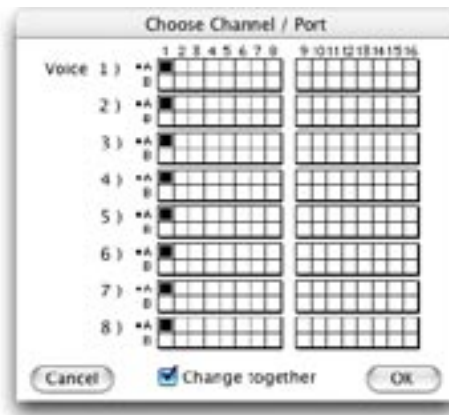 Choose Channel / Port
1 2 3 4 5 6 7 8 9 10 11 12 13 14 15 16
Voice 1 ) •A
B
2 ) •A
B
3 ) •A
B
4 ) •A
B
5 ) •A
B
6 ) •A
B
7 ) •A
B
8 ) •A
B
Cancel Change together OK